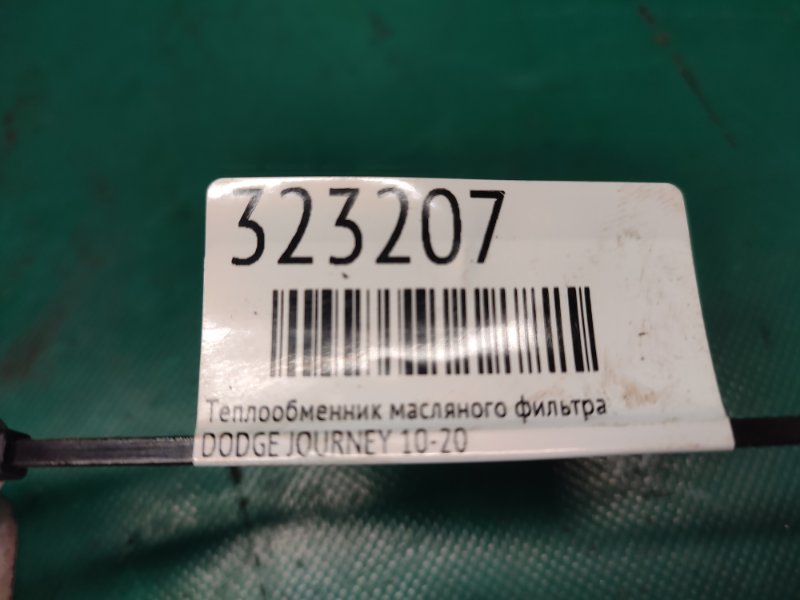 323207
Теплообменник масляного фильтра
DODGE JOURNEY 10-20